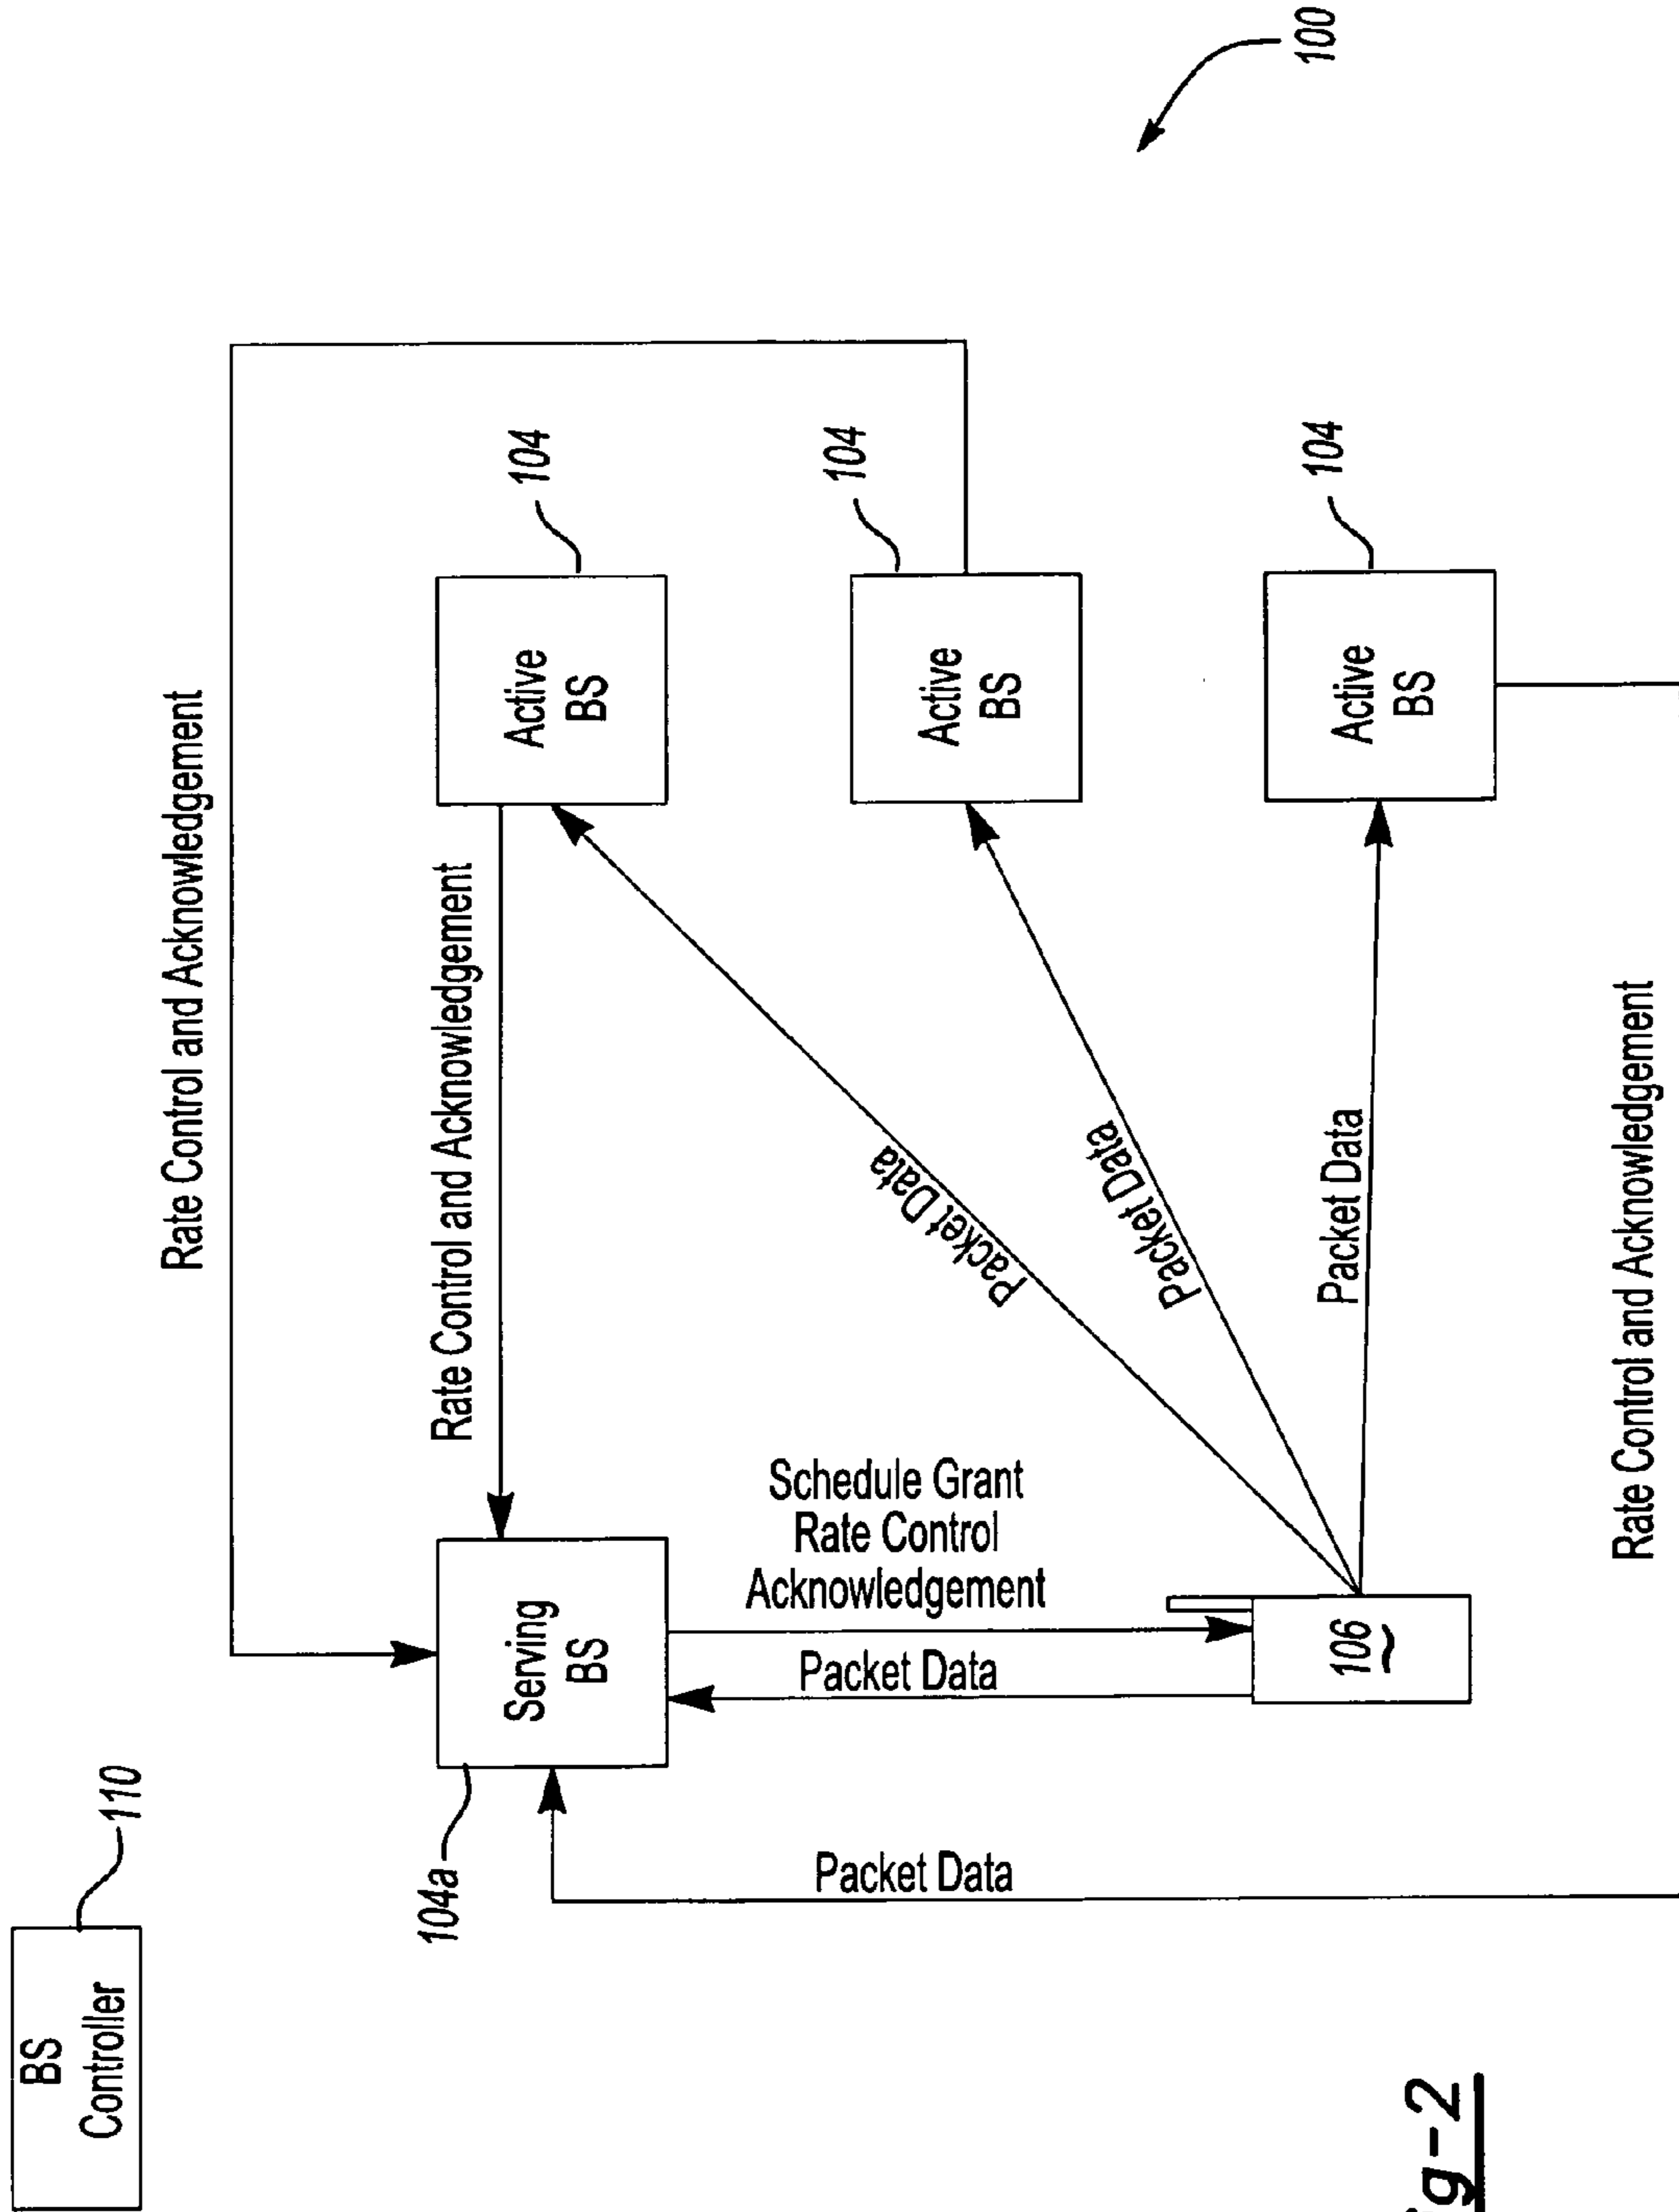 BS
Controller
110
Rate Control and Acknowledgement
104a
Serving
BS
Rate Control and Acknowledgement
Active
BS
104
Schedule Grant
Rate Control
Acknowledgement
Packet Data
Packet Data
Packet Data
Packet Data
Packet Data
Active
BS
104
106
Active
BS
104
Rate Control and Acknowledgement
100
g-2